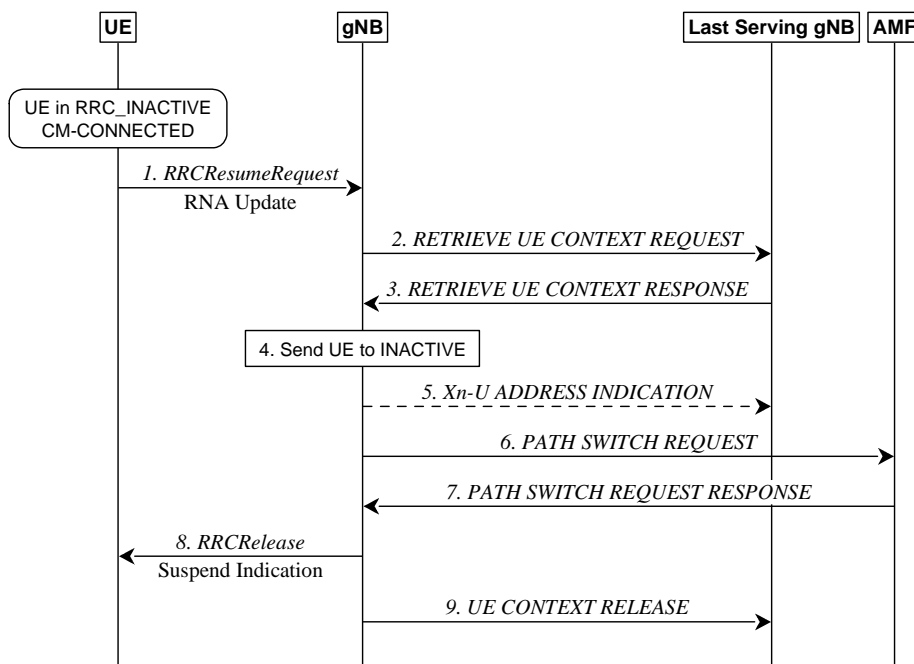 UE
gNB
Last Serving gNB
AMF
UE in RRC_INACTIVE
CM-CONNECTED
1. RRCResumeRequest
RNA Update
2. RETRIEVE UE CONTEXT REQUEST
3. RETRIEVE UE CONTEXT RESPONSE
4. Send UE to INACTIVE
5. Xn-U ADDRESS INDICATION
6. PATH SWITCH REQUEST
7. PATH SWITCH REQUEST RESPONSE
8. RRCRelease
Suspend Indication
9. UE CONTEXT RELEASE